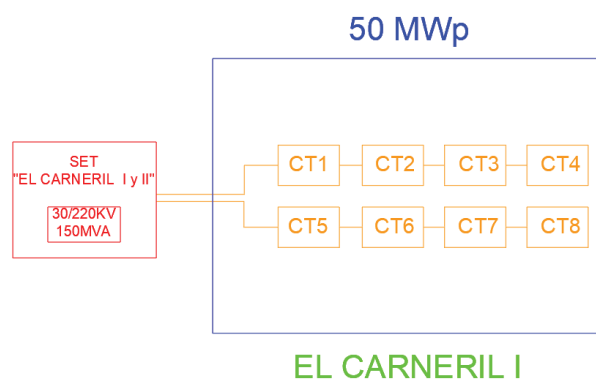 50 MWp
SET
"EL CARNERIL I y II"
30/220KV
150MVA
CT1 CT2 CT3 CT4
CT5 CT6 CT7 CT8
EL CARNERIL I